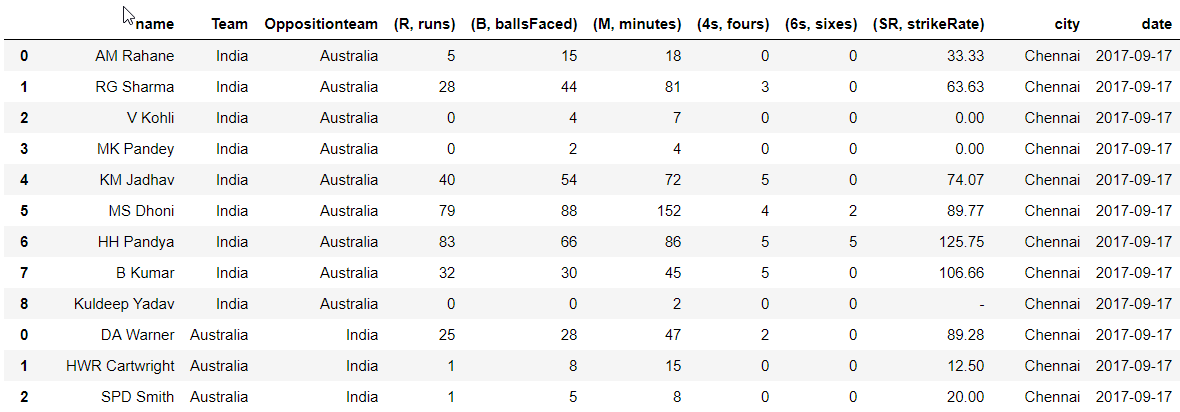 name Team Oppositionteam (R, runs) (B, ballsFaced) (M, minutes) (4s, fours) (6s, sixes) (SR, strikeRate) city date
0 AM Rahane India Australia 5 15 18 0 0 33.33 Chennai 2017-09-17
1 RG Sharma India Australia 28 44 81 3 0 63.63 Chennai 2017-09-17
2 V Kohli India Australia 0 4 7 0 0 0.00 Chennai 2017-09-17
3 MK Pandey India Australia 0 2 4 0 0 0.00 Chennai 2017-09-17
4 KM Jadhav India Australia 40 54 72 5 0 74.07 Chennai 2017-09-17
5 MS Dhoni India Australia 79 88 152 4 2 89.77 Chennai 2017-09-17
6 HH Pandya India Australia 83 66 86 5 5 125.75 Chennai 2017-09-17
7 B Kumar India Australia 32 30 45 5 0 106.66 Chennai 2017-09-17
8 Kuldeep Yadav India Australia 0 0 2 0 0 - Chennai 2017-09-17
0 DA Warner Australia India 25 28 47 2 0 89.28 Chennai 2017-09-17
1 HWR Cartwright Australia India 1 8 15 0 0 12.50 Chennai 2017-09-17
2 SPD Smith Australia India 1 5 8 0 0 20.00 Chennai 2017-09-17